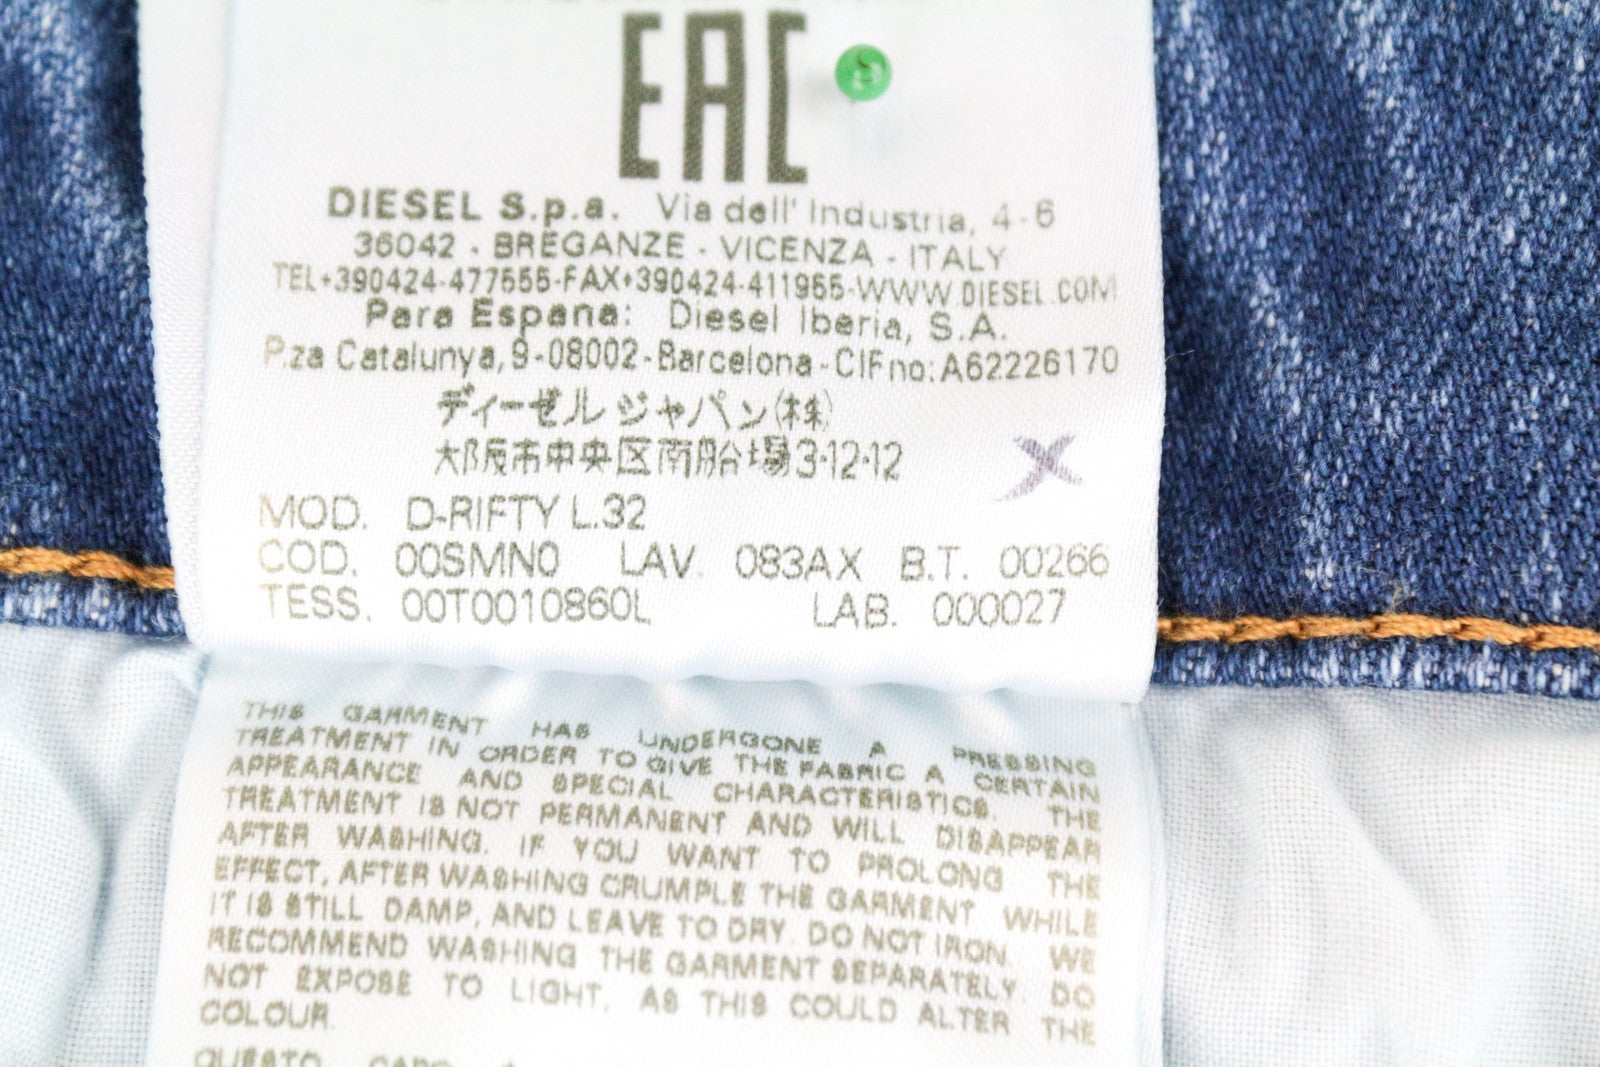 EAC
DIESEL S.p.a. Via dell' Industria, 4-6
36042 - BREGANZE - VICENZA - ITALY
TEL+390424-477555-FAX+390424-411955-WWW.DIESEL.COM
Para Espana: Diesel Iberia, S.A.
P.za Catalunya, 9-08002-Barcelona-CIF no: A62226170
ディーゼルジャパン(株)
大阪市中央区南船場3-12-12
X
MOD. D-RIFTY L.32
COD. 00SMN0 LAV. 083AX B.T. 00266
TESS. 00T0010860L LAB. 000027
THIS GARMENT HAS UNDERGONE A PRESSING
TREATMENT IN ORDER TO GIVE THE FABRIC A CERTAIN
APPEARANCE AND SPECIAL CHARACTERISTICS. THE
TREATMENT IS NOT PERMANENT AND WILL DISAPPEAR
AFTER WASHING. IF YOU WANT TO PROLONG THE
EFFECT, AFTER WASHING CRUMPLE THE GARMENT WHILE
IT IS STILL DAMP, AND LEAVE TO DRY. DO NOT IRON. WE
RECOMMEND WASHING THE GARMENT SEPARATELY. DO
NOT EXPOSE TO LIGHT, AS THIS COULD ALTER THE
COLOUR.
QUESTO CAPO